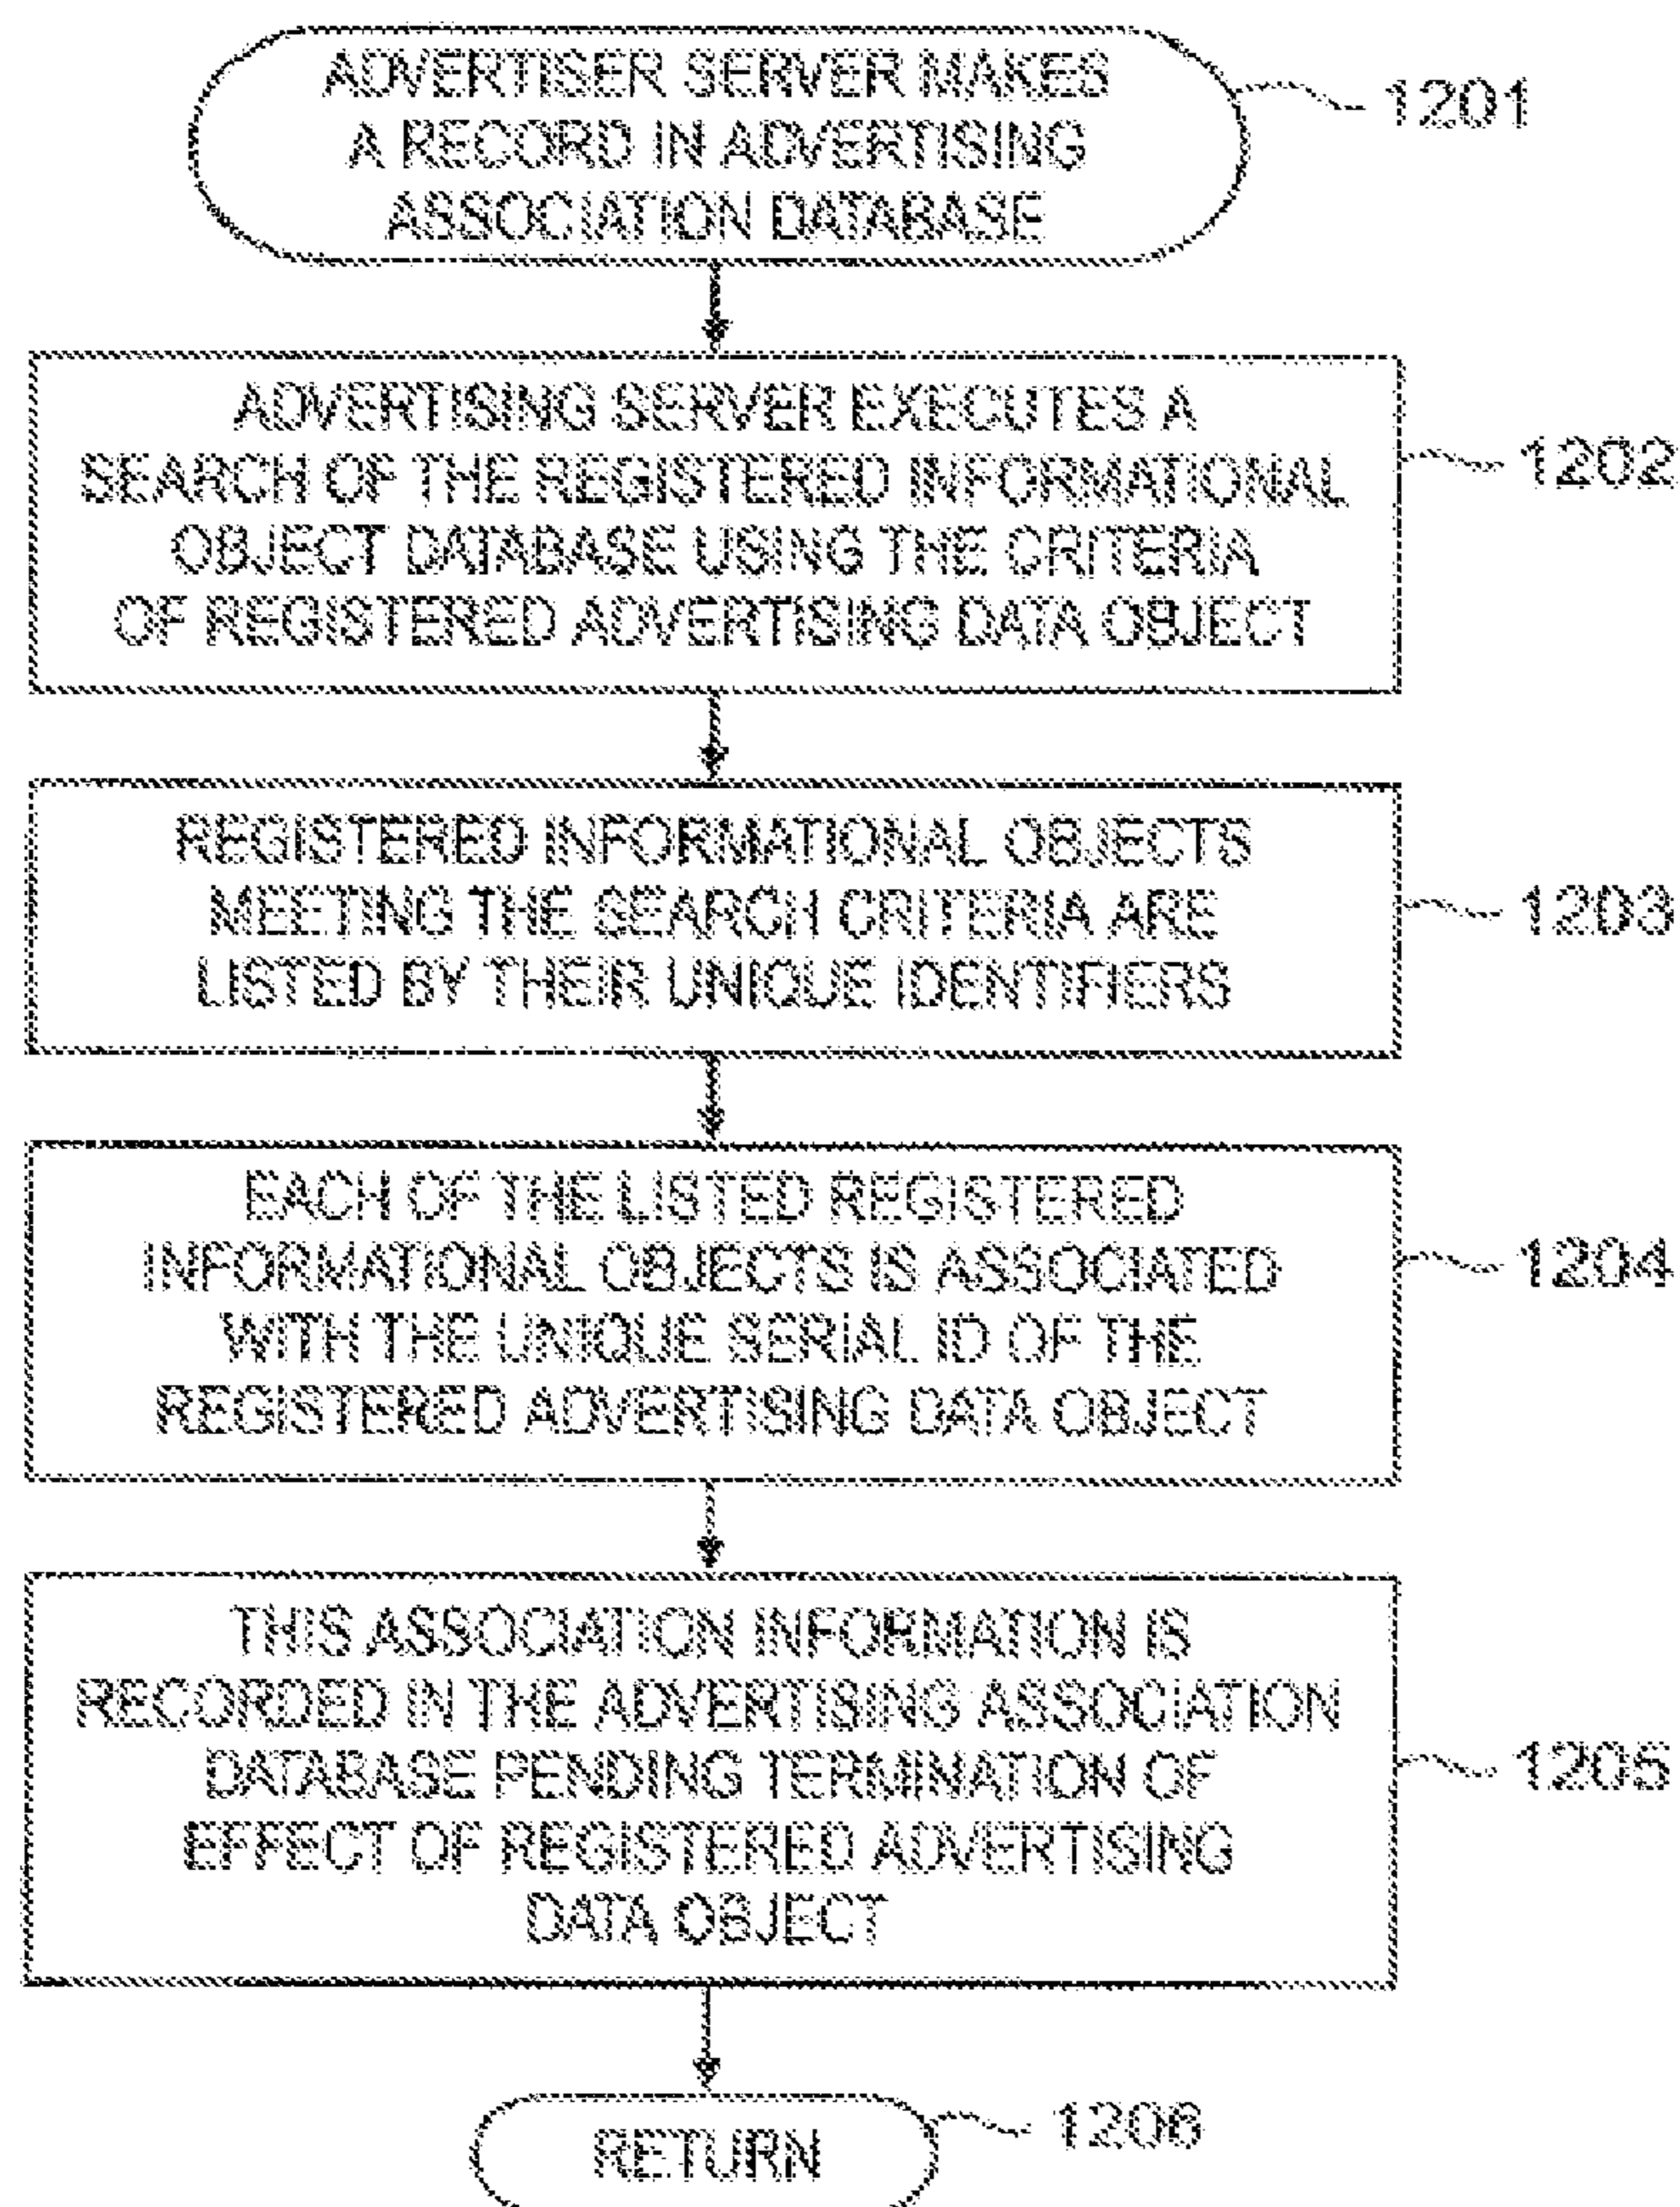 ADVERTISER SERVER MAKES
A RECORD IN ADVERTISING
ASSOCIATION DATABASE
1201
ADVERTISING SERVER EXECUTES A
SEARCH OF THE REGISTERED INFORMATIONAL
OBJECT DATABASE USING THE CRITERIA
OF REGISTERED ADVERTISING DATA OBJECT
1202
REGISTERED INFORMATIONAL OBJECTS
MEETING THE SEARCH CRITERIA ARE
LISTED BY THEIR UNIQUE IDENTIFIERS
1203
EACH OF THE LISTED REGISTERED
INFORMATIONAL OBJECTS IS ASSOCIATED
WITH THE UNIQUE SERIAL ID OF THE
REGISTERED ADVERTISING DATA OBJECT
1204
THIS ASSOCIATION INFORMATION IS
RECORDED IN THE ADVERTISING ASSOCIATION
DATABASE PENDING TERMINATION OF
EFFECT OF REGISTERED ADVERTISING
DATA OBJECT
1205
RETURN
1206